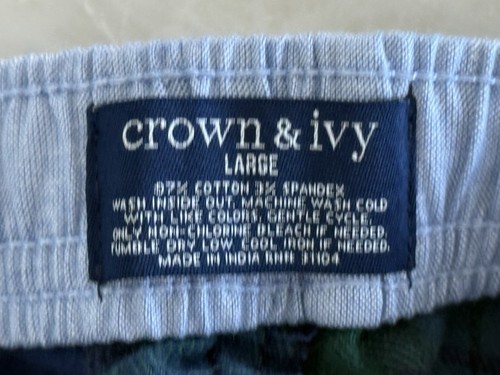 crown & ivy
LARGE
97% COTTON 3% SPANDEX
WASH INSIDE OUT. MACHINE WASH COLD
WITH LIKE COLORS, GENTLE CYCLE.
ONLY NON-CHLORINE BLEACH IF NEEDED.
TUMBLE DRY LOW COOL IRON IF NEEDED.
MADE IN INDIA RN# 31104